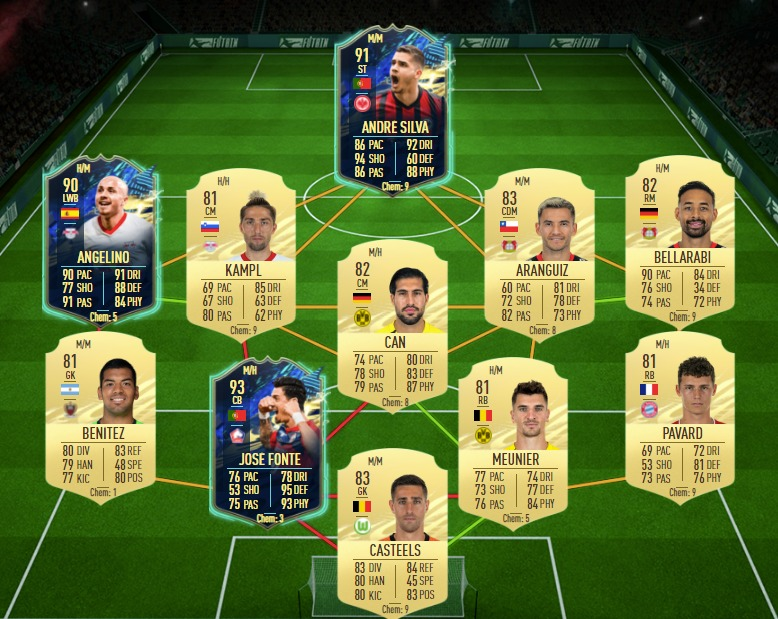 M/M
91
ST
ANDRE SILVA
86 PAC 92 DRI
94 SHO 60 DEF
86 PAS 88 PHY
Chem: 9
H/M
90
LWB
ANGELINO
90 PAC 91 DRI
77 SHO 88 DEF
91 PAS 84 PHY
Chem: 5
H/H
81
CM
KAMPL
69 PAC 85 DRI
67 SHO 63 DEF
80 PAS 62 PHY
Chem: 9
M/H
82
CM
CAN
74 PAC 80 DRI
78 SHO 83 DEF
79 PAS 87 PHY
Chem: 8
M/M
83
CDM
ARANGUIZ
60 PAC 81 DRI
72 SHO 78 DEF
82 PAS 73 PHY
Chem: 8
H/M
82
RM
BELLARABI
90 PAC 84 DRI
76 SHO 34 DEF
74 PAS 72 PHY
Chem: 9
M/M
81
GK
BENITEZ
80 DIV 83 REF
79 HAN 48 SPE
77 KIC 80 POS
Chem: 1
M/H
93
CB
JOSE FONTE
76 PAC 78 DRI
53 SHO 95 DEF
75 PAS 93 PHY
Chem: 3
M/M
83
GK
CASTEELS
83 DIV 84 REF
80 HAN 45 SPE
80 KIC 83 POS
Chem: 9
H/M
81
RB
MEUNIER
77 PAC 74 DRI
73 SHO 77 DEF
76 PAS 84 PHY
Chem: 5
M/M
81
RB
PAVARD
69 PAC 72 DRI
53 SHO 81 DEF
73 PAS 76 PHY
Chem: 9